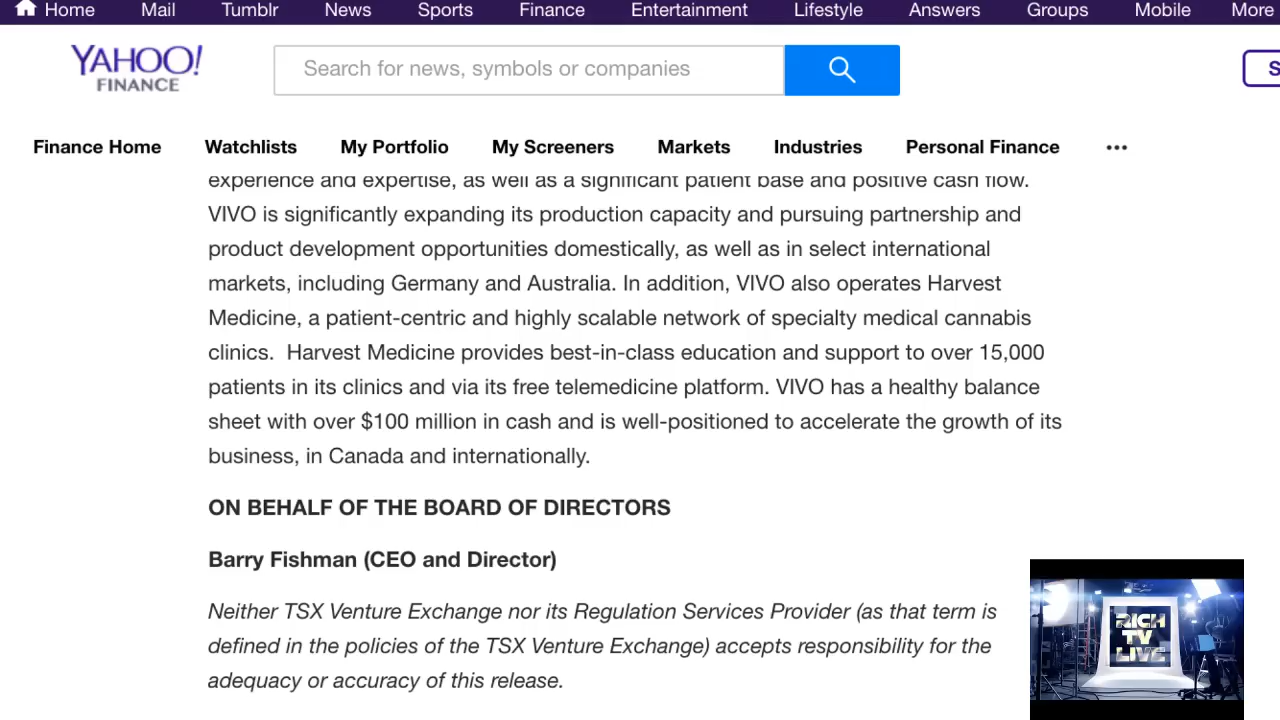 Home Mail Tumblr News Sports Finance Entertainment Lifestyle Answers Groups Mobile More
YAHOO!
FINANCE
Search for news, symbols or companies
S
Finance Home Watchlists My Portfolio My Screeners Markets Industries Personal Finance •••
experience and expertise, as well as a significant patient base and positive cash flow.
VIVO is significantly expanding its production capacity and pursuing partnership and
product development opportunities domestically, as well as in select international
markets, including Germany and Australia. In addition, VIVO also operates Harvest
Medicine, a patient-centric and highly scalable network of specialty medical cannabis
clinics.  Harvest Medicine provides best-in-class education and support to over 15,000
patients in its clinics and via its free telemedicine platform. VIVO has a healthy balance
sheet with over $100 million in cash and is well-positioned to accelerate the growth of its
business, in Canada and internationally.
ON BEHALF OF THE BOARD OF DIRECTORS
Barry Fishman (CEO and Director)
Neither TSX Venture Exchange nor its Regulation Services Provider (as that term is
defined in the policies of the TSX Venture Exchange) accepts responsibility for the
adequacy or accuracy of this release.
RICH
TV
LIVE